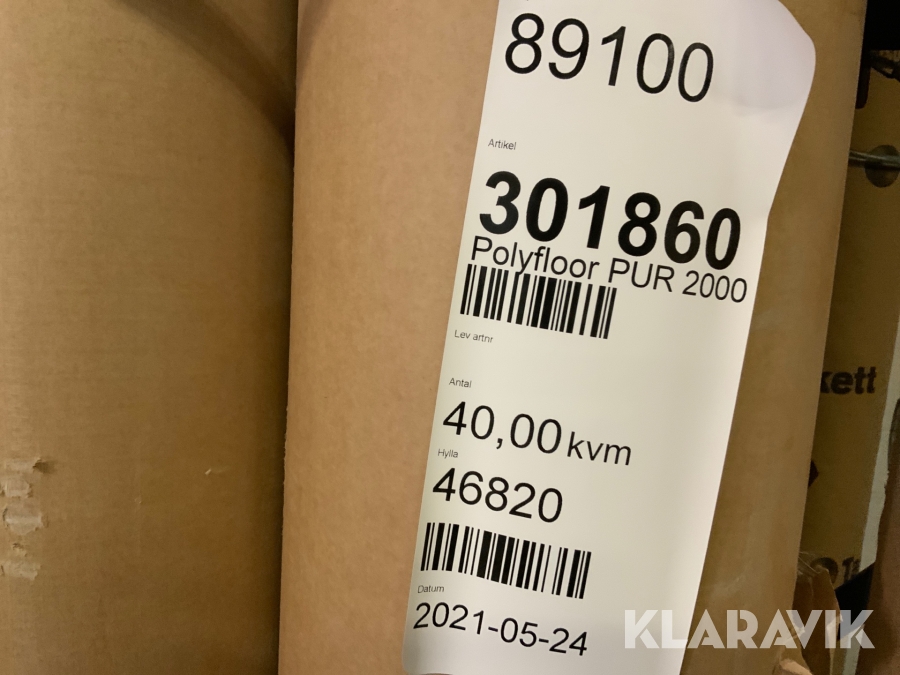 89100
Artikel
301860
Polyfloor PUR 2000
Lev artnr
Antal
40,00 kvm
Hylla
46820
Datum
2021-05-24
kett
KLARAVIK